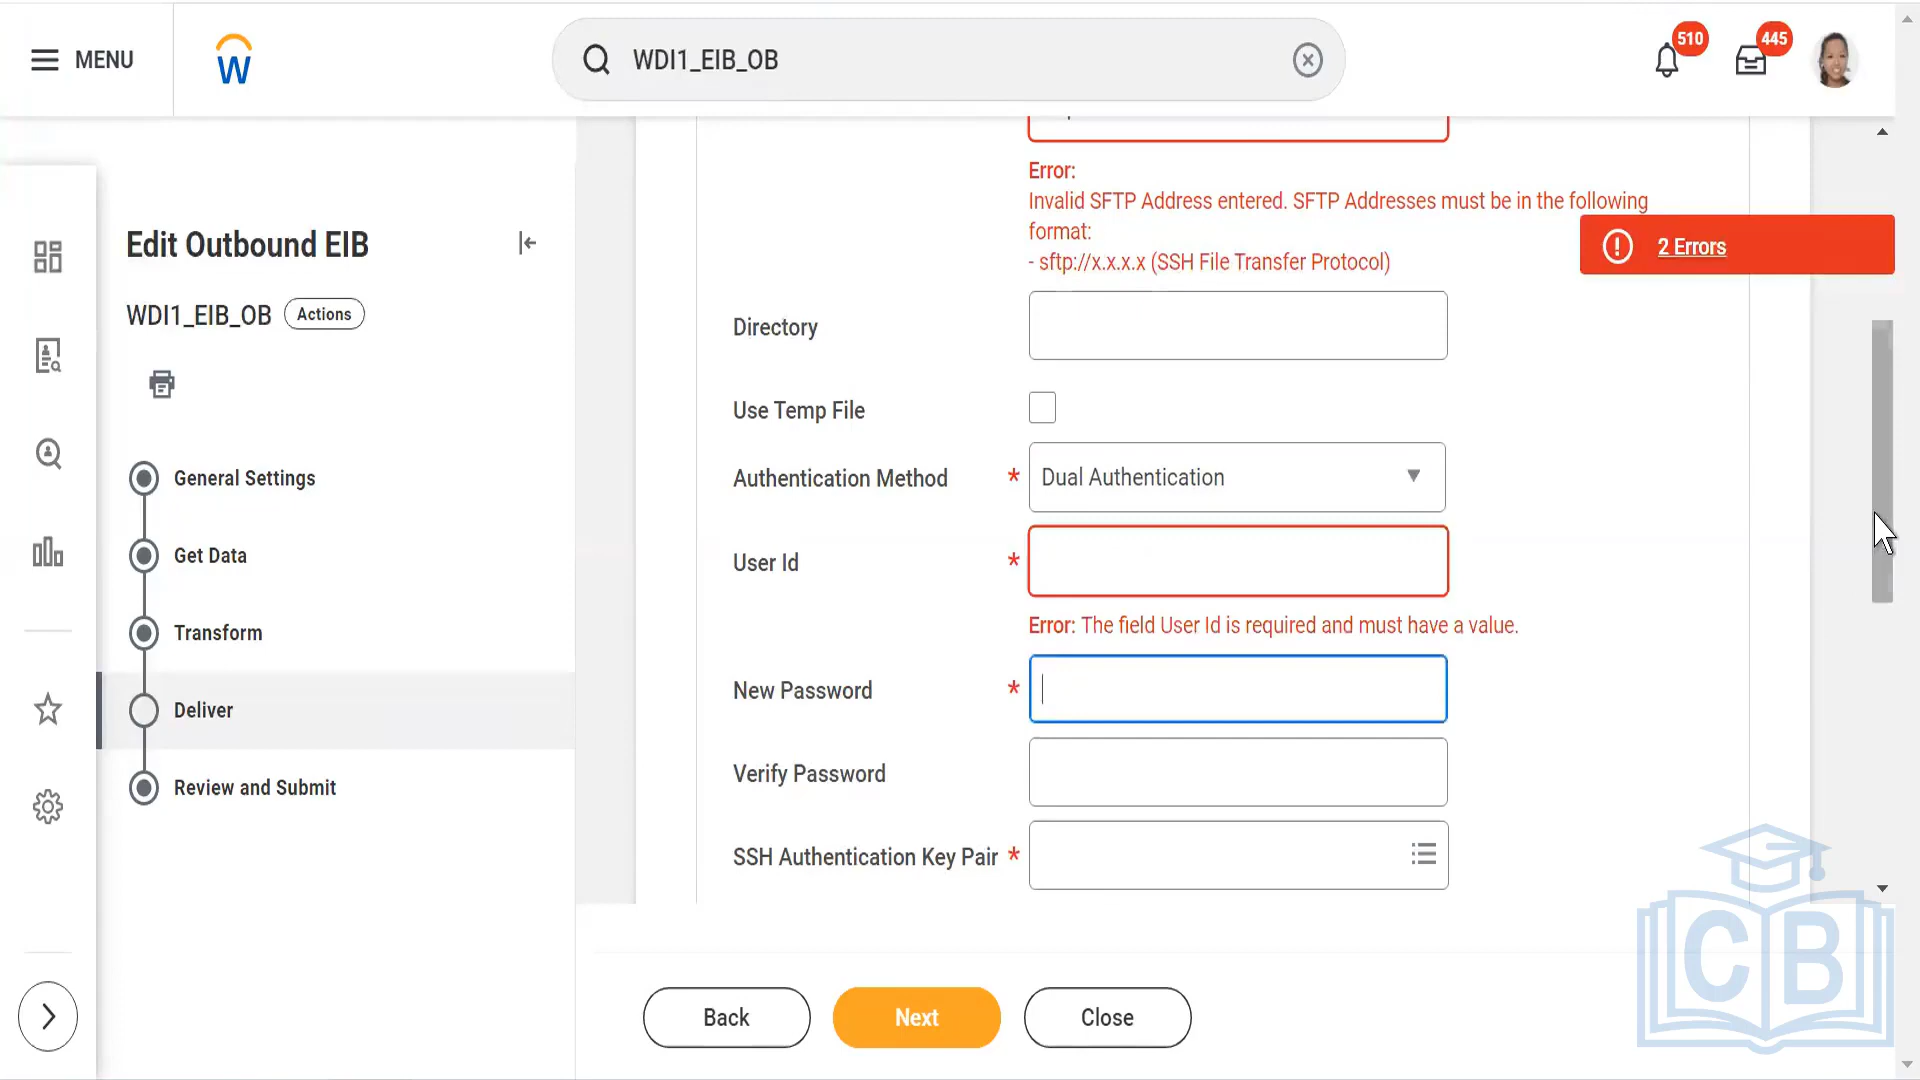 MENU
W
WDI1_EIB_OB
510
445
Error:
Invalid SFTP Address entered. SFTP Addresses must be in the following
format:
- sftp://x.x.x.x (SSH File Transfer Protocol)
2 Errors
Edit Outbound EIB
WDI1_EIB_OB
Actions
General Settings
Get Data
Transform
Deliver
Review and Submit
Directory
Use Temp File
Authentication Method *
Dual Authentication
User Id *
Error: The field User Id is required and must have a value.
New Password *
Verify Password
SSH Authentication Key Pair *
Back
Next
Close
CB